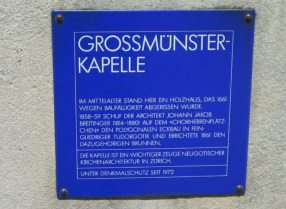 GROSSMÜNSTER-
KAPELLE
IM MITTELALTER STAND HIER EIN HOLZHAUS, DAS 1661
WEGEN BAUFÄLLIGKEIT ABGERISSEN WURDE.
1858-59 SCHUF DER ARCHITEKT JOHANN JAKOB
BREITINGER (1814-1880) AUF DEM «CHORHERRENPLÄTZ-
CHEN» DEN POLYGONALEN ECKBAU IN FEIN-
GLIEDRIGER TUDORGOTIK UND ERRICHTETE 1861 DEN
DAZUGEHÖRIGEN BRUNNEN.
DIE KAPELLE IST EIN WICHTIGER ZEUGE NEUGOTISCHER
KIRCHENARCHITEKTUR IN ZÜRICH.
UNTER DENKMALSCHUTZ SEIT 1972